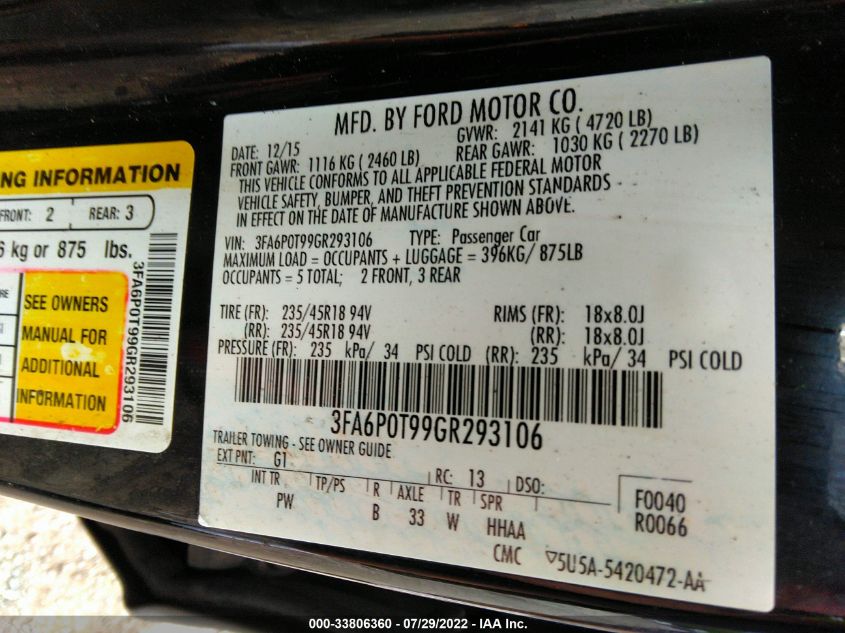 NG INFORMATION
FRONT: 2 REAR: 3
6 kg or 875 lbs.
SEE OWNERS
MANUAL FOR
ADDITIONAL
INFORMATION
3FA6P0T99GR293106
MFD. BY FORD MOTOR CO.
DATE: 12/15 GVWR: 2141 KG ( 4720 LB)
FRONT GAWR: 1116 KG ( 2460 LB) REAR GAWR: 1030 KG ( 2270 LB)
THIS VEHICLE CONFORMS TO ALL APPLICABLE FEDERAL MOTOR
VEHICLE SAFETY, BUMPER, AND THEFT PREVENTION STANDARDS
IN EFFECT ON THE DATE OF MANUFACTURE SHOWN ABOVE.
VIN: 3FA6P0T99GR293106 TYPE: Passenger Car
MAXIMUM LOAD = OCCUPANTS + LUGGAGE = 396KG/ 875LB
OCCUPANTS = 5 TOTAL; 2 FRONT, 3 REAR
TIRE (FR): 235/45R18 94V RIMS (FR): 18x8.0J
(RR): 235/45R18 94V (RR): 18x8.0J
PRESSURE (FR): 235 kPa/ 34 PSI COLD (RR): 235 kPa/ 34 PSI COLD
3FA6P0T99GR293106
TRAILER TOWING - SEE OWNER GUIDE
EXT PNT: G1 RC: 13 DSO:
INT TR TP/PS R AXLE TR SPR F0040
PW B 33 W HHAA R0066
CMC ▽5U5A-5420472-AA
000-33806360 - 07/29/2022 - IAA Inc.